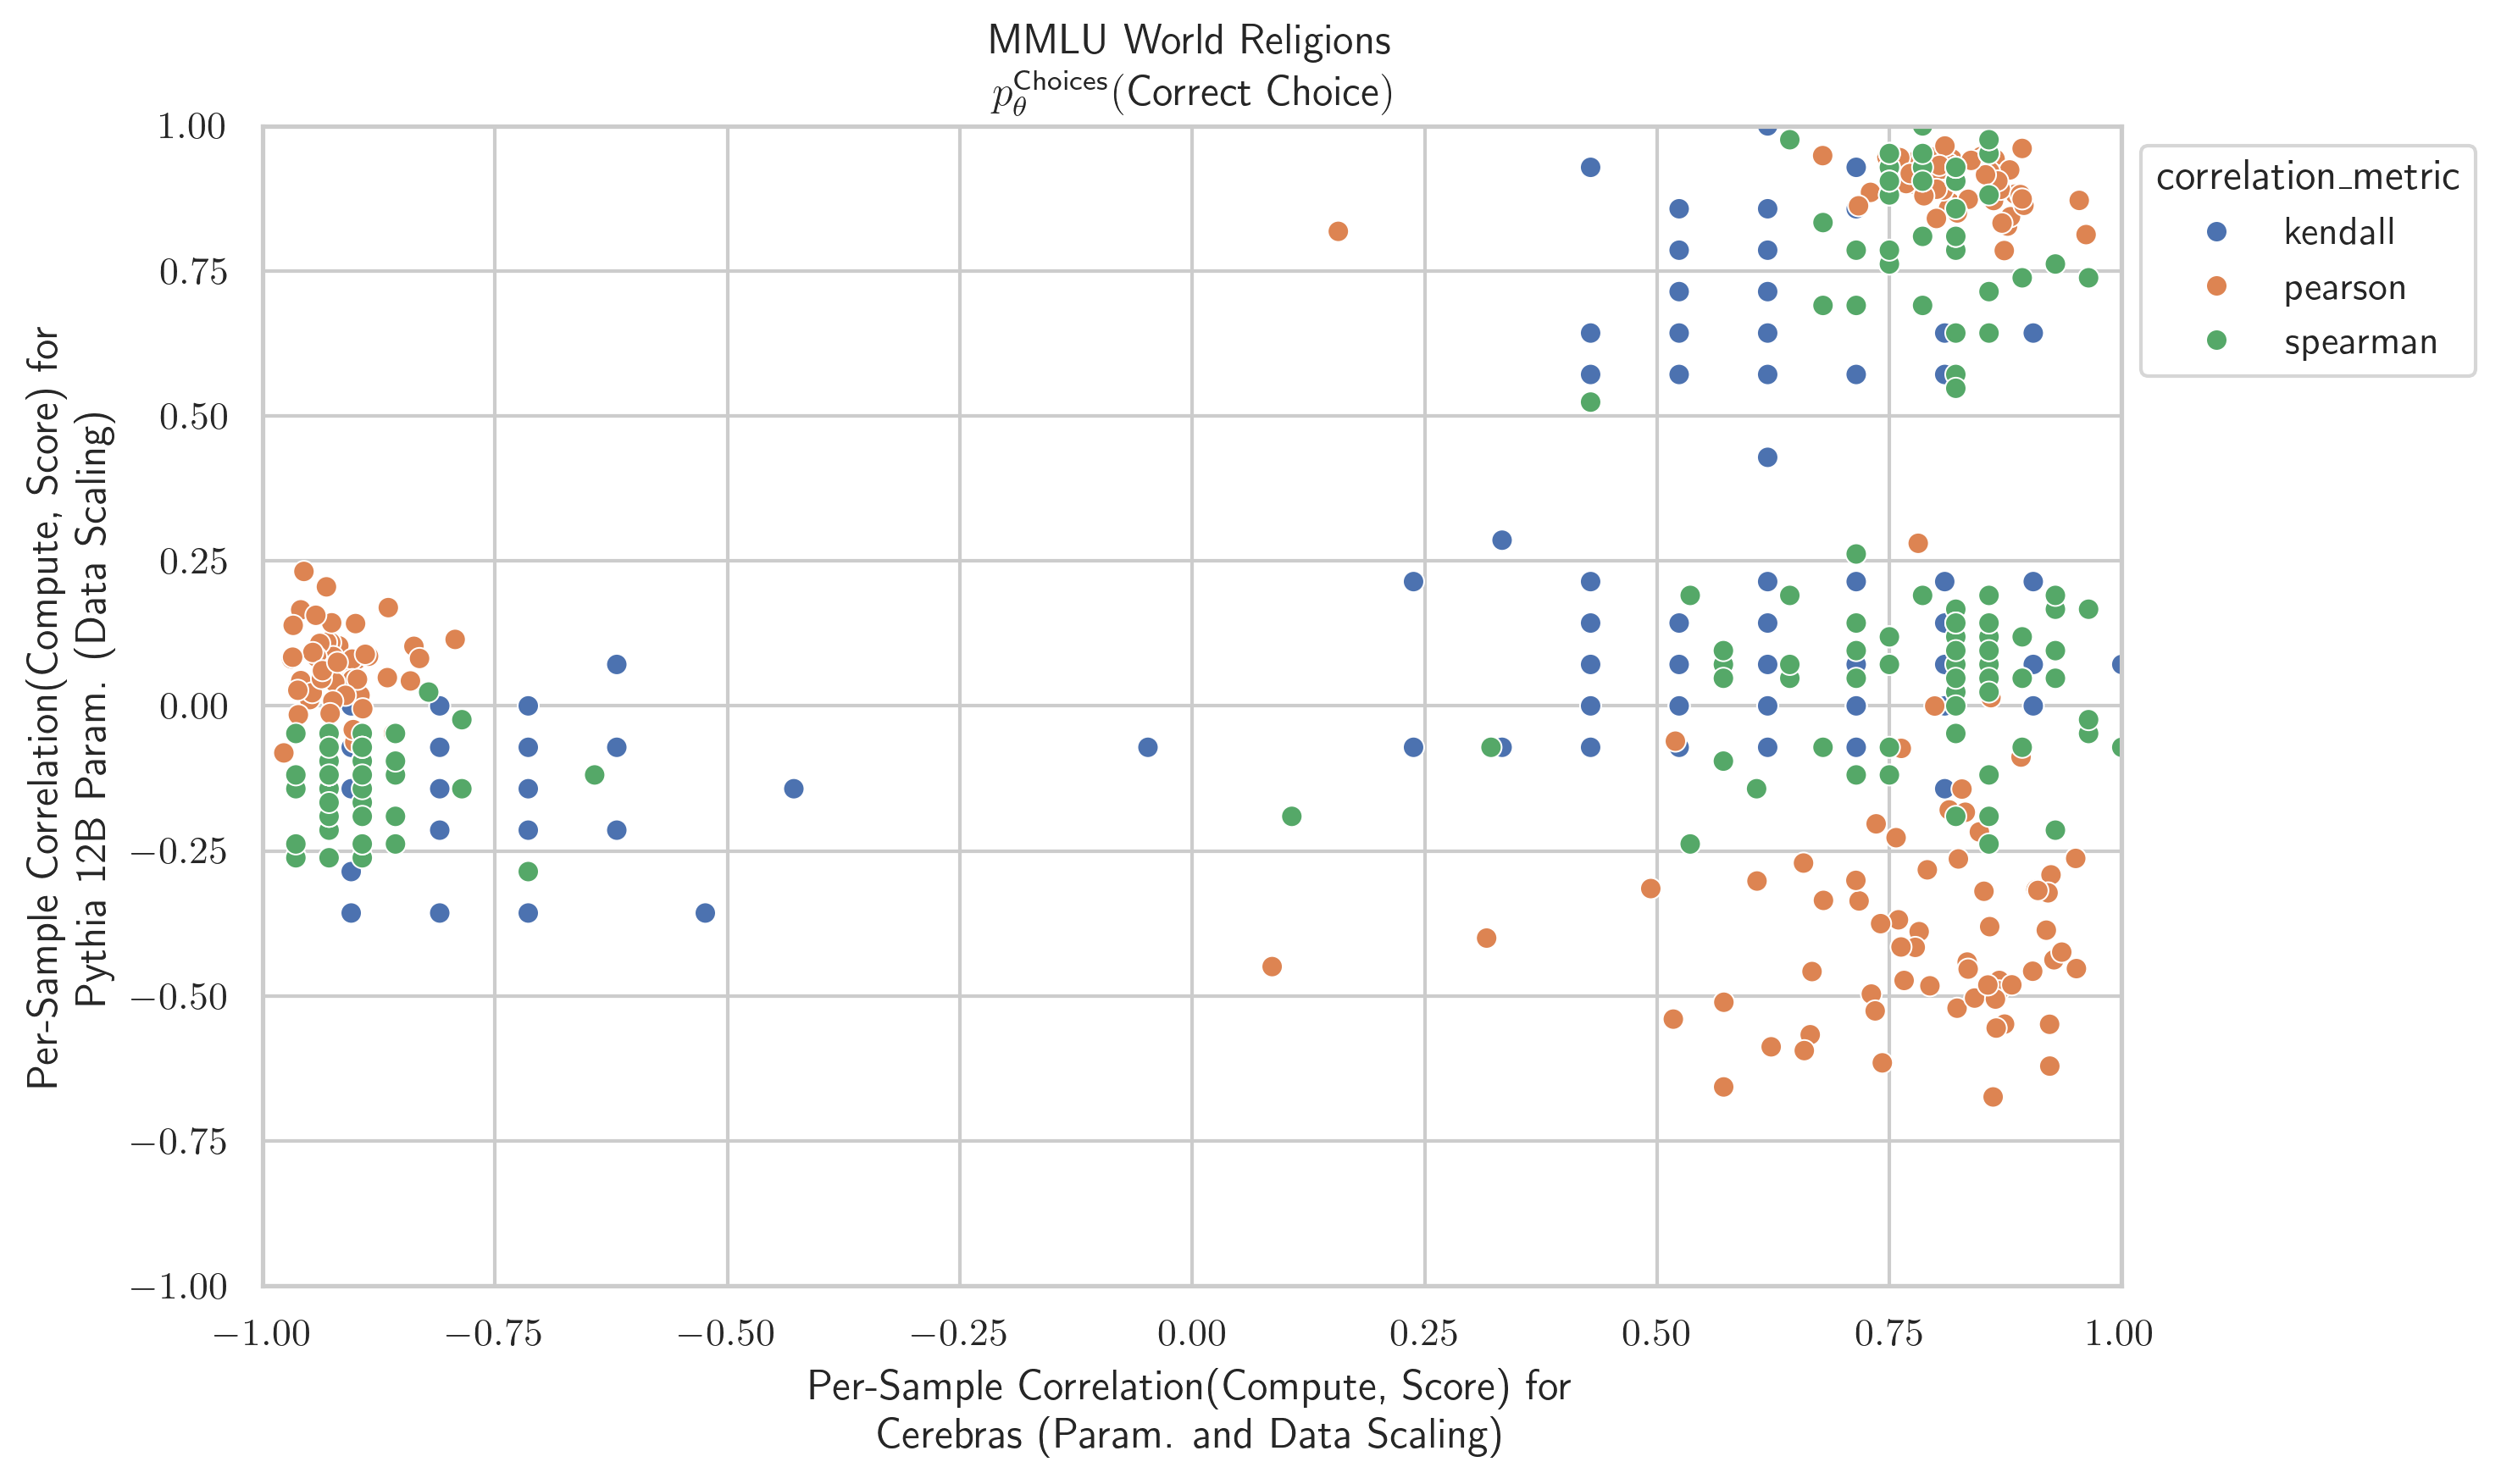 MMLU World Religions
p_θ^Choices(Correct Choice)
1.00
0.75
0.50
0.25
0.00
−0.25
−0.50
−0.75
−1.00
Per-Sample Correlation(Compute, Score) for
Pythia 12B Param. (Data Scaling)
−1.00
−0.75
−0.50
−0.25
0.00
0.25
0.50
0.75
1.00
Per-Sample Correlation(Compute, Score) for
Cerebras (Param. and Data Scaling)
correlation_metric
kendall
pearson
spearman